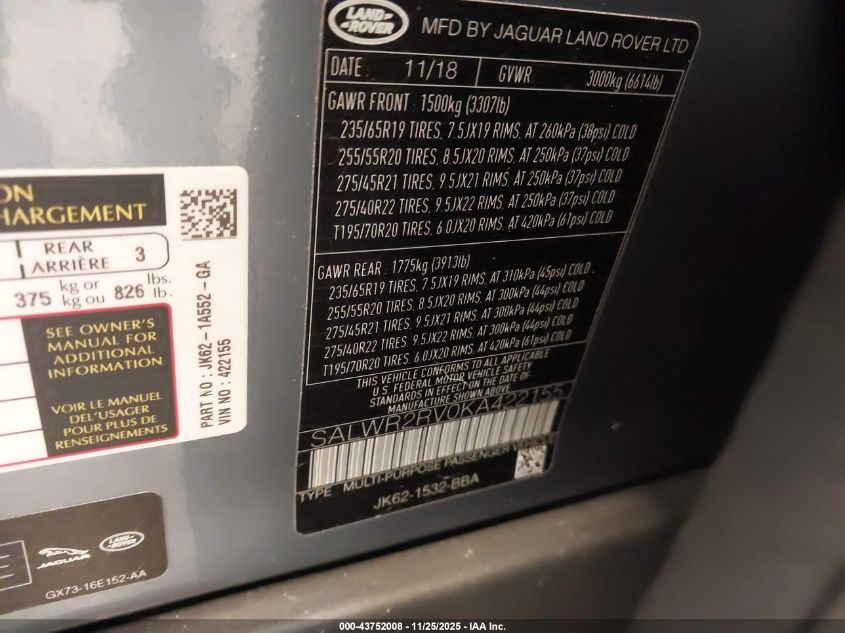 LAND ROVER
MFD BY JAGUAR LAND ROVER LTD
DATE 11/18 GVWR 3000kg (6614lb)
GAWR FRONT : 1500kg (3307lb)
235/65R19 TIRES, 7.5JX19 RIMS, AT 260kPa (38psi) COLD
255/55R20 TIRES, 8.5JX20 RIMS, AT 250kPa (37psi) COLD
275/45R21 TIRES, 9.5JX21 RIMS, AT 250kPa (37psi) COLD
275/40R22 TIRES, 9.5JX22 RIMS, AT 250kPa (37psi) COLD
T195/70R20 TIRES, 6.0JX20 RIMS, AT 420kPa (61psi) COLD
GAWR REAR : 1775kg (3913lb)
235/65R19 TIRES, 7.5JX19 RIMS, AT 310kPa (45psi) COLD
255/55R20 TIRES, 8.5JX20 RIMS, AT 300kPa (44psi) COLD
275/45R21 TIRES, 9.5JX21 RIMS, AT 300kPa (44psi) COLD
275/40R22 TIRES, 9.5JX22 RIMS, AT 300kPa (44psi) COLD
T195/70R20 TIRES, 6.0JX20 RIMS, AT 420kPa (61psi) COLD
THIS VEHICLE CONFORMS TO ALL APPLICABLE
U.S. FEDERAL MOTOR VEHICLE SAFETY
STANDARDS IN EFFECT ON THE DATE OF
MANUFACTURE SHOWN ABOVE
SALWR2RV0KA422155
TYPE : MULTI-PURPOSE PASSENGER VEHICLE
JK62-1532-BBA
ON
HARGEMENT
REAR
ARRIÈRE 3
375 kg or
kg ou 826 lbs.
lb.
SEE OWNER'S
MANUAL FOR
ADDITIONAL
INFORMATION
VOIR LE MANUEL
DE L'USAGER
POUR PLUS DE
RENSEIGNEMENTS
PART NO : JK62-1A552-GA
VIN NO : 422155
E
JAGUAR
LAND ROVER
GX73-16E152-AA
000-43752008 - 11/25/2025 - IAA Inc.